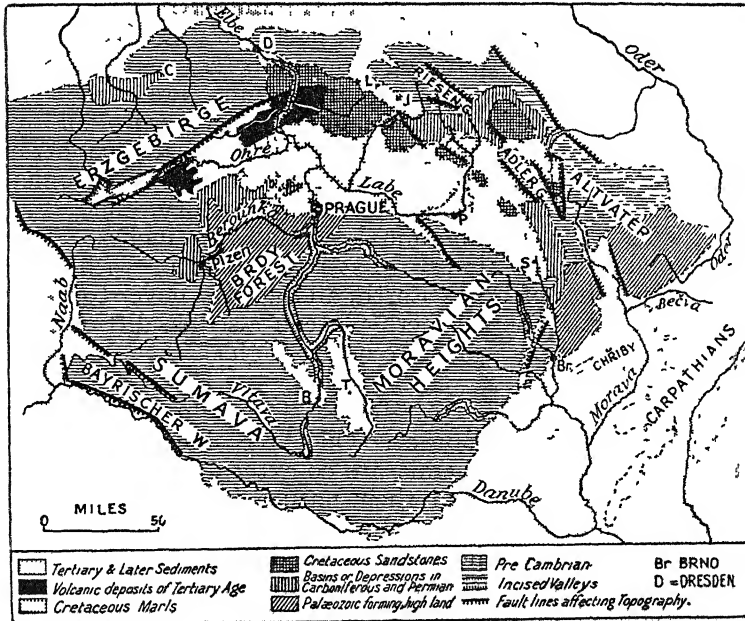 Elbe
D
Oder
C
L
J
RIESENG
ERZGEBIRGE
Ohre
Labe
ADLERG
ALTVATER
PRAGUE
P
Berounka
Plzeň
BRDY
FOREST
S
Oder
Bečva
Naab
MORAVIAN
HEIGHTS
Br.
CHRIBY
Morava
CARPATHIANS
SUMAVA
BAYRISCHER W.
Vltava
B
T
Danube
MILES
0 50
Tertiary & Later Sediments
Volcanic deposits of Tertiary Age
Cretaceous Marls
Cretaceous Sandstones
Basins or Depressions in
Carboniferous and Permian
Palæozoic forming high land
Pre Cambrian
Incised Valleys
Fault lines affecting Topography.
Br BRNO
D = DRESDEN.